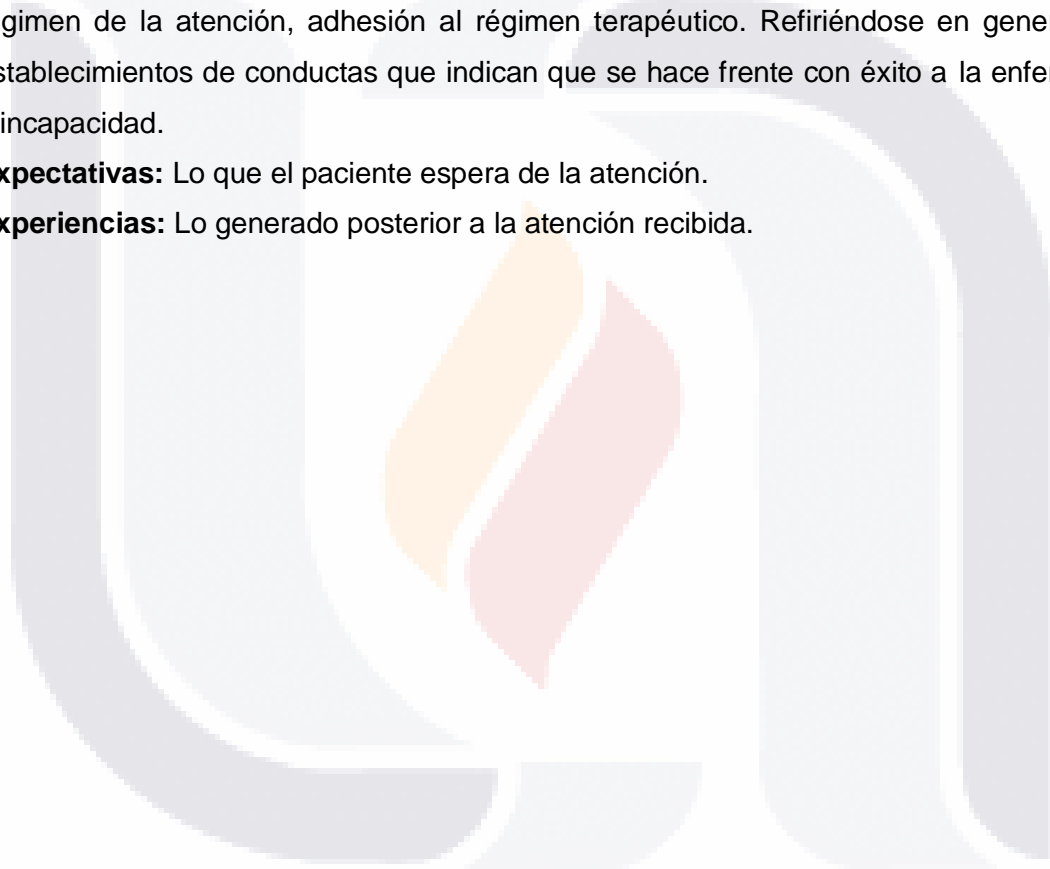 gimen de la atención, adhesión al régimen terapéutico. Refiriéndose en gene
stablecimientos de conductas que indican que se hace frente con éxito a la enfe
incapacidad.
xpectativas: Lo que el paciente espera de la atención.
xperiencias: Lo generado posterior a la atención recibida.